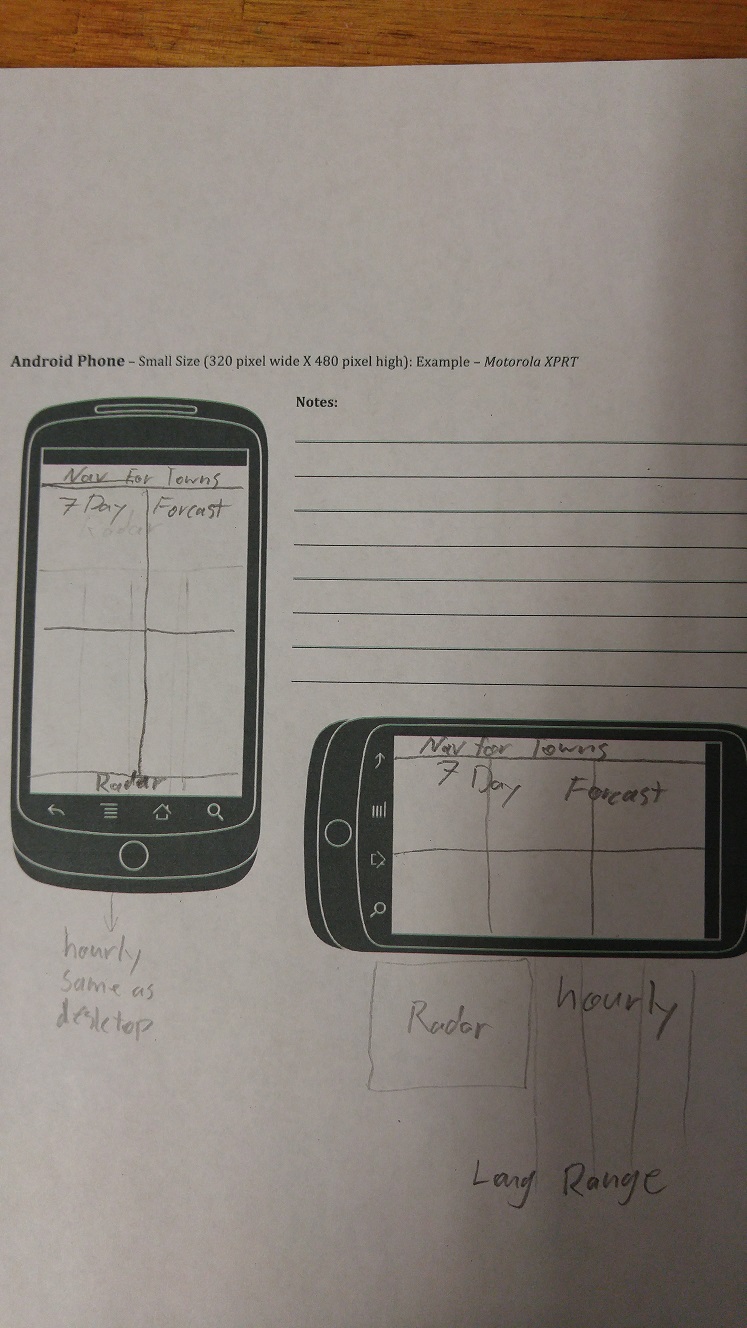 Android Phone – Small Size (320 pixel wide X 480 pixel high): Example – Motorola XPRT
Notes:
Nav For Towns
7 Day Forcast
Radar
Radar
hourly
same as
desktop
Nav for Towns
7 Day Forcast
Radar
hourly
Long Range